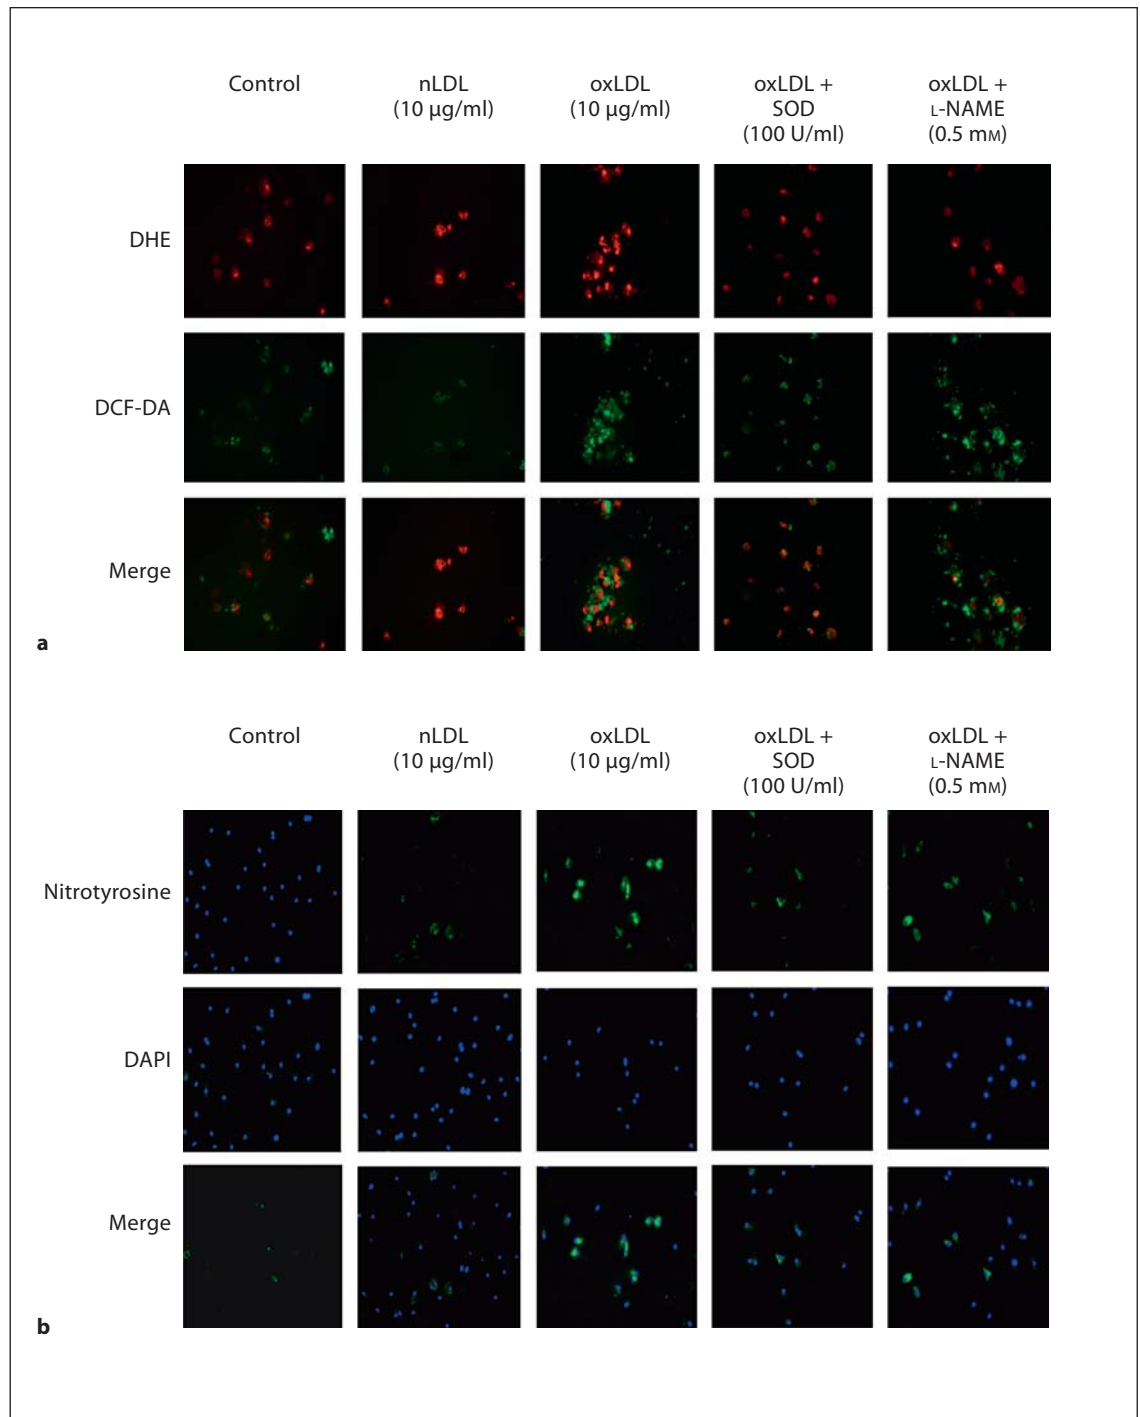 Control
nLDL
(10 µg/ml)
oxLDL
(10 µg/ml)
oxLDL +
SOD
(100 U/ml)
oxLDL +
L-NAME
(0.5 mM)
DHE
DCF-DA
Merge
a
Control
nLDL
(10 µg/ml)
oxLDL
(10 µg/ml)
oxLDL +
SOD
(100 U/ml)
oxLDL +
L-NAME
(0.5 mM)
Nitrotyrosine
DAPI
Merge
b